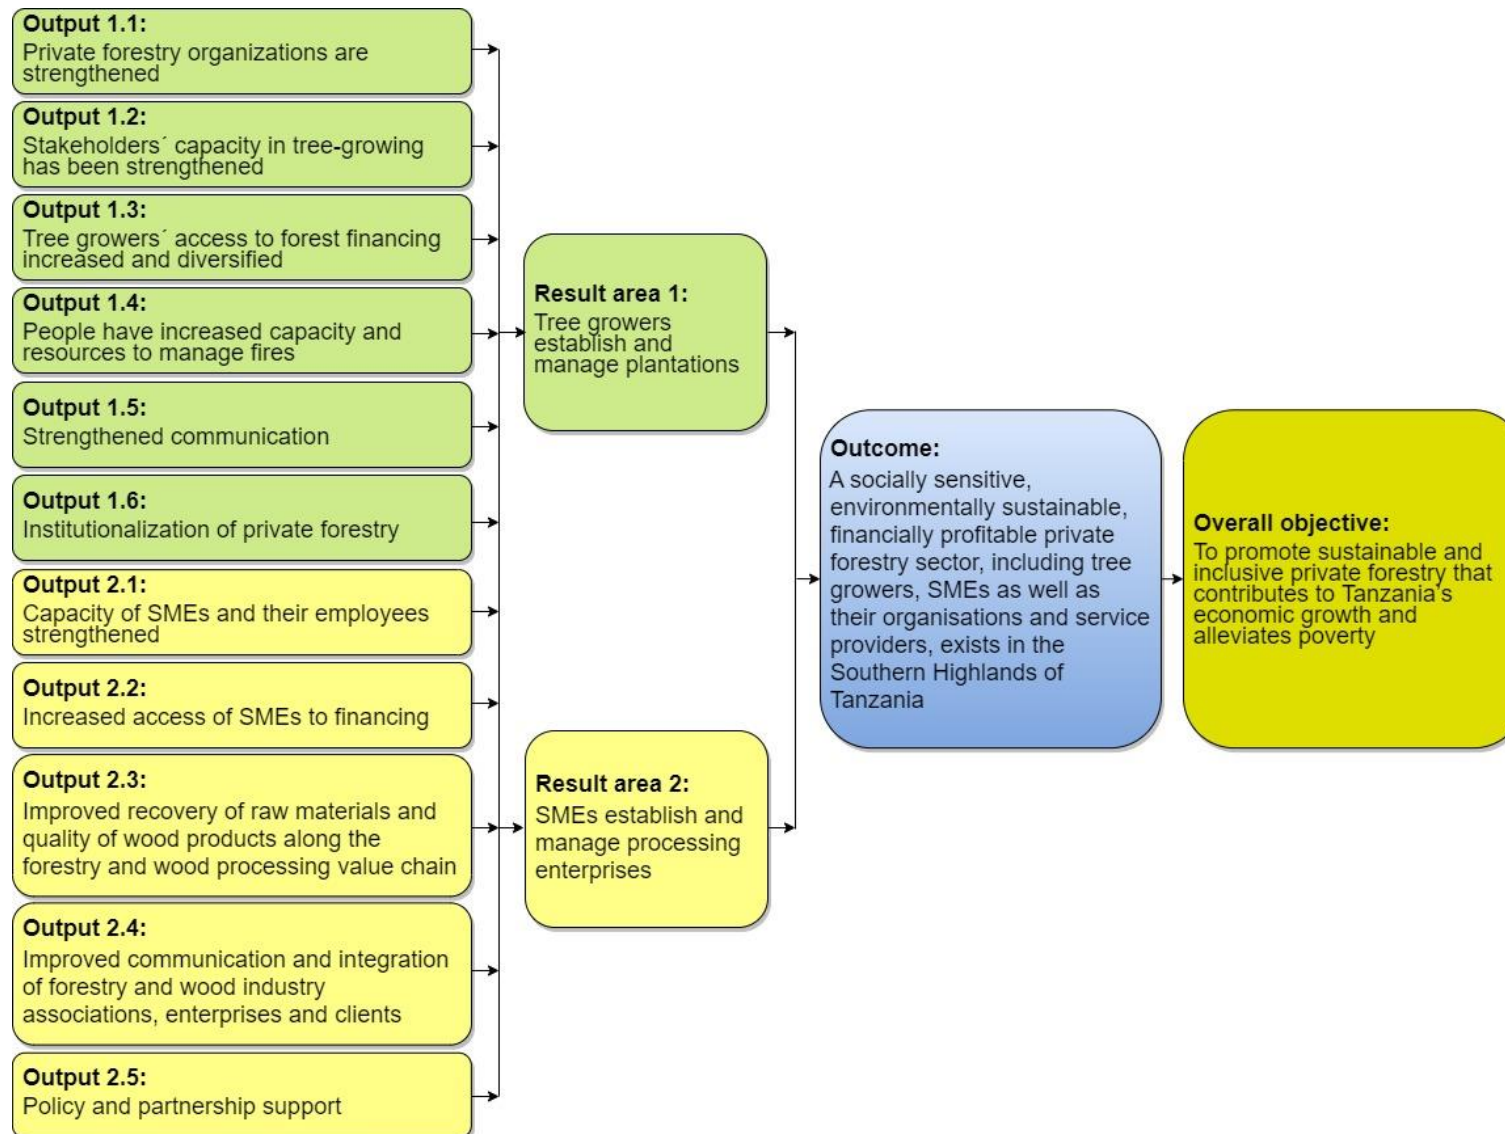 Output 1.1:
Private forestry organizations are
strengthened
Output 1.2:
Stakeholders´ capacity in tree-growing
has been strengthened
Output 1.3:
Tree growers´ access to forest financing
increased and diversified
Output 1.4:
People have increased capacity and
resources to manage fires
Output 1.5:
Strengthened communication
Output 1.6:
Institutionalization of private forestry
Output 2.1:
Capacity of SMEs and their employees
strengthened
Output 2.2:
Increased access of SMEs to financing
Output 2.3:
Improved recovery of raw materials and
quality of wood products along the
forestry and wood processing value chain
Output 2.4:
Improved communication and integration
of forestry and wood industry
associations, enterprises and clients
Output 2.5:
Policy and partnership support
Result area 1:
Tree growers
establish and
manage plantations
Result area 2:
SMEs establish and
manage processing
enterprises
Outcome:
A socially sensitive,
environmentally sustainable,
financially profitable private
forestry sector, including tree
growers, SMEs as well as
their organisations and service
providers, exists in the
Southern Highlands of
Tanzania
Overall objective:
To promote sustainable and
inclusive private forestry that
contributes to Tanzania's
economic growth and
alleviates poverty